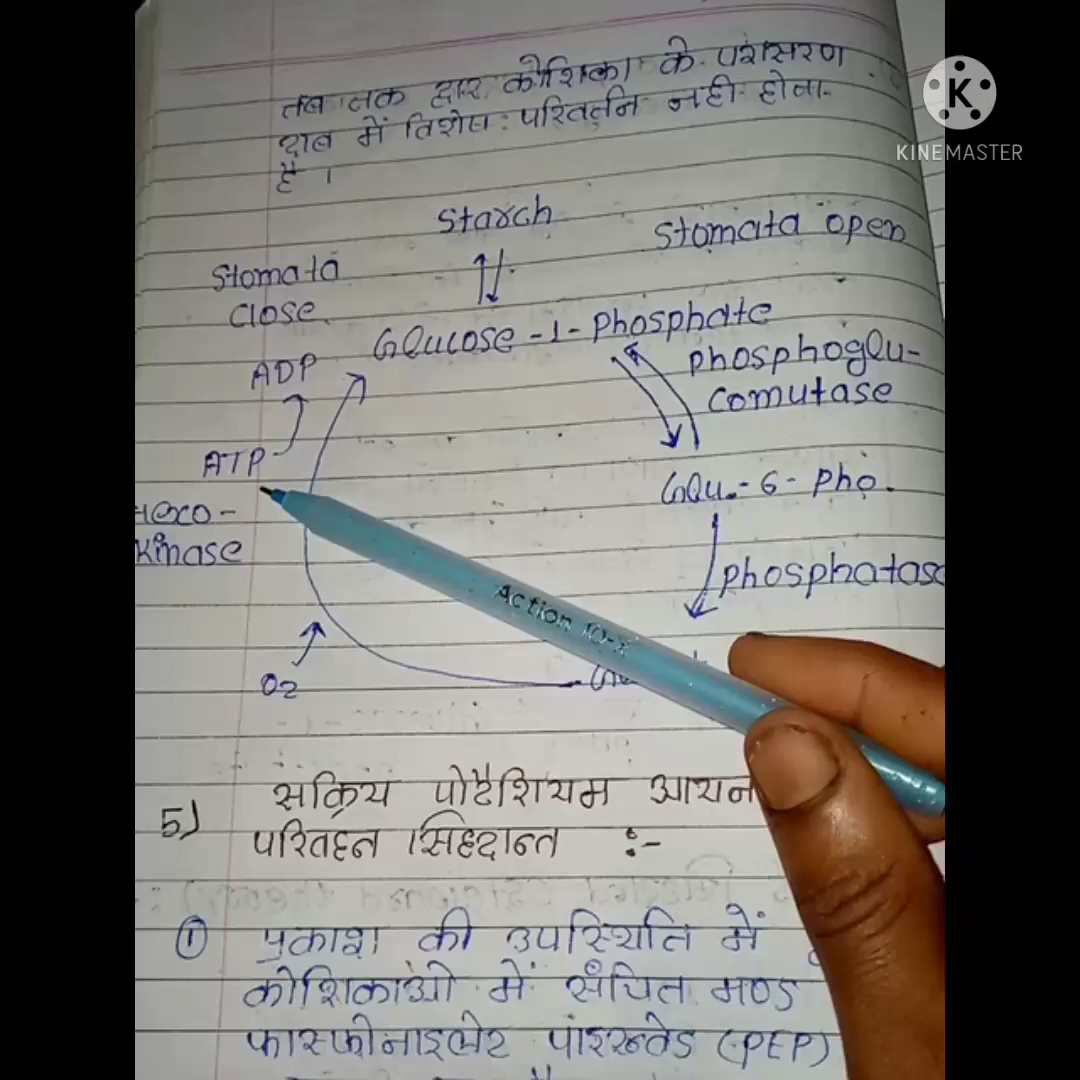 तब तक द्वार कोशिका के परासरण
दाब में विशेष परिवर्तन नही होता
है ।
Starch
Stomata open
Stomata
close
Glucose-1-Phosphate
ADP
phosphoglu-
comutase
ATP
Glu.-6-Pho.
Hexo-
kinase
phosphatase
O2
5)
सक्रिय पोटैशियम आयन
परिवहन सिद्धान्त :-
① प्रकाश की उपस्थिति में
कोशिकाओं में संचित मण्ड
(PEP)
Action 10-X
K
KINEMASTER